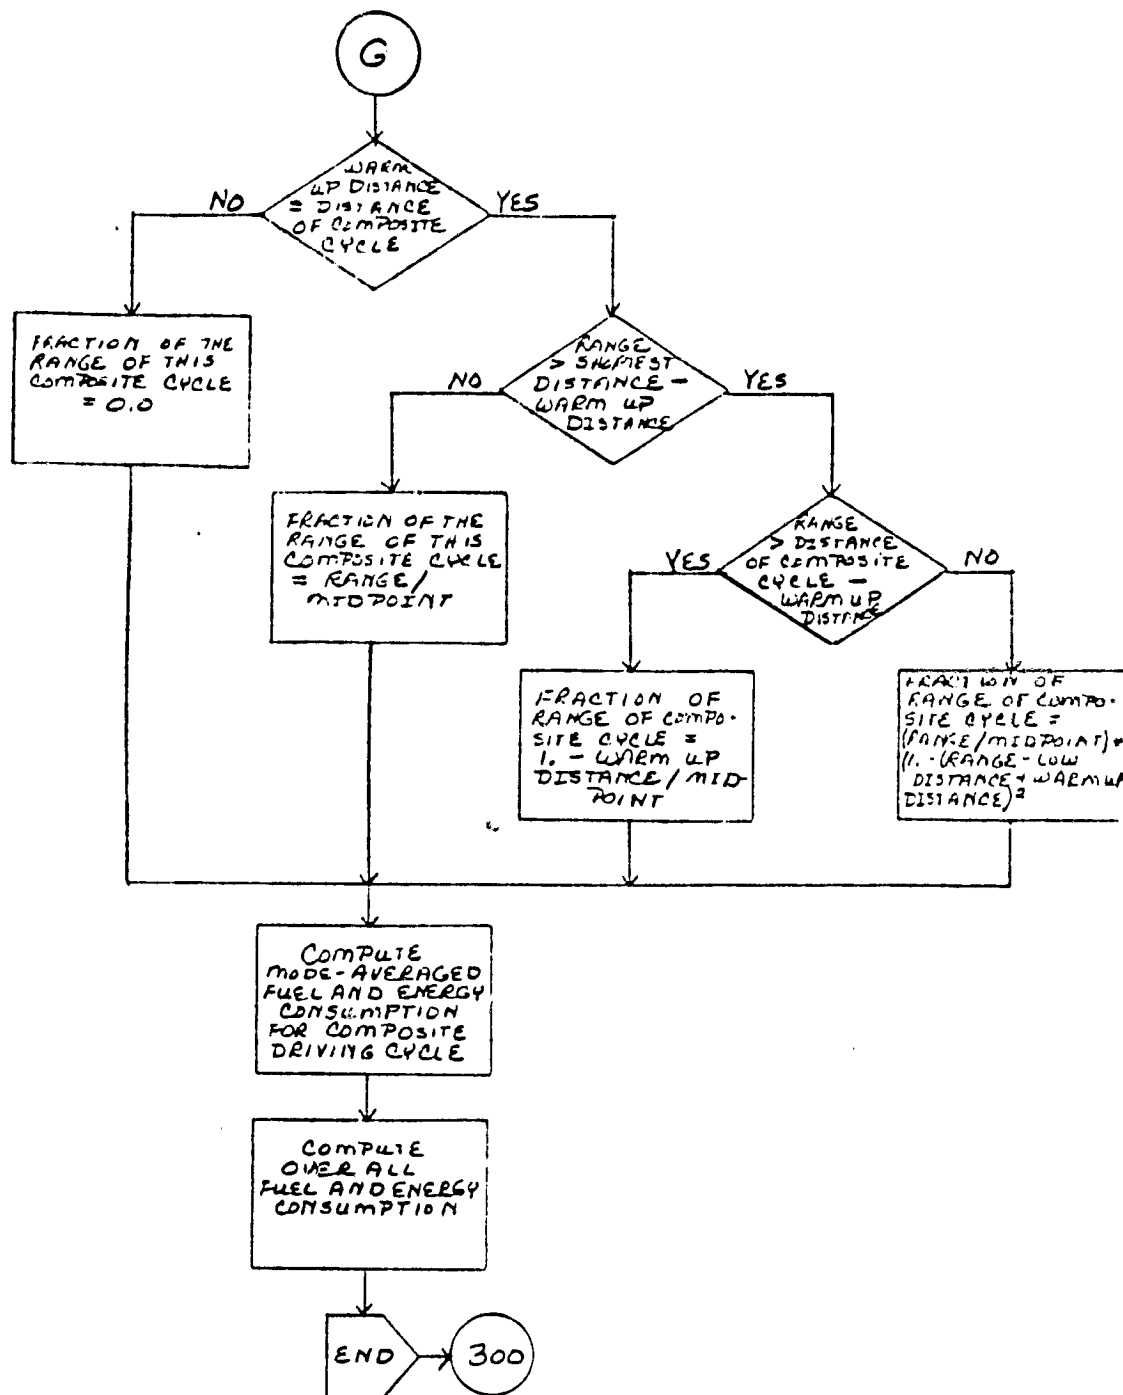 G
WARM
UP DISTANCE
= DISTANCE
OF COMPOSITE
CYCLE
NO
YES
FRACTION OF THE
RANGE OF THIS
COMPOSITE CYCLE
= 0.0
RANGE
> SHORTEST
DISTANCE -
WARM UP
DISTANCE
NO
YES
FRACTION OF THE
RANGE OF THIS
COMPOSITE CYCLE
= RANGE/
MIDPOINT
RANGE
> DISTANCE
OF COMPOSITE
CYCLE -
WARM UP
DISTANCE
YES
NO
FRACTION OF
RANGE OF COMPO-
SITE CYCLE =
1. - WARM UP
DISTANCE/MID-
POINT
FRACTION OF
RANGE OF COMPO-
SITE CYCLE =
(RANGE/MIDPOINT)*
(1. - (RANGE - LOW
DISTANCE + WARM UP
DISTANCE)²
COMPUTE
MODE-AVERAGED
FUEL AND ENERGY
CONSUMPTION
FOR COMPOSITE
DRIVING CYCLE
COMPUTE
OVER ALL
FUEL AND ENERGY
CONSUMPTION
END
300